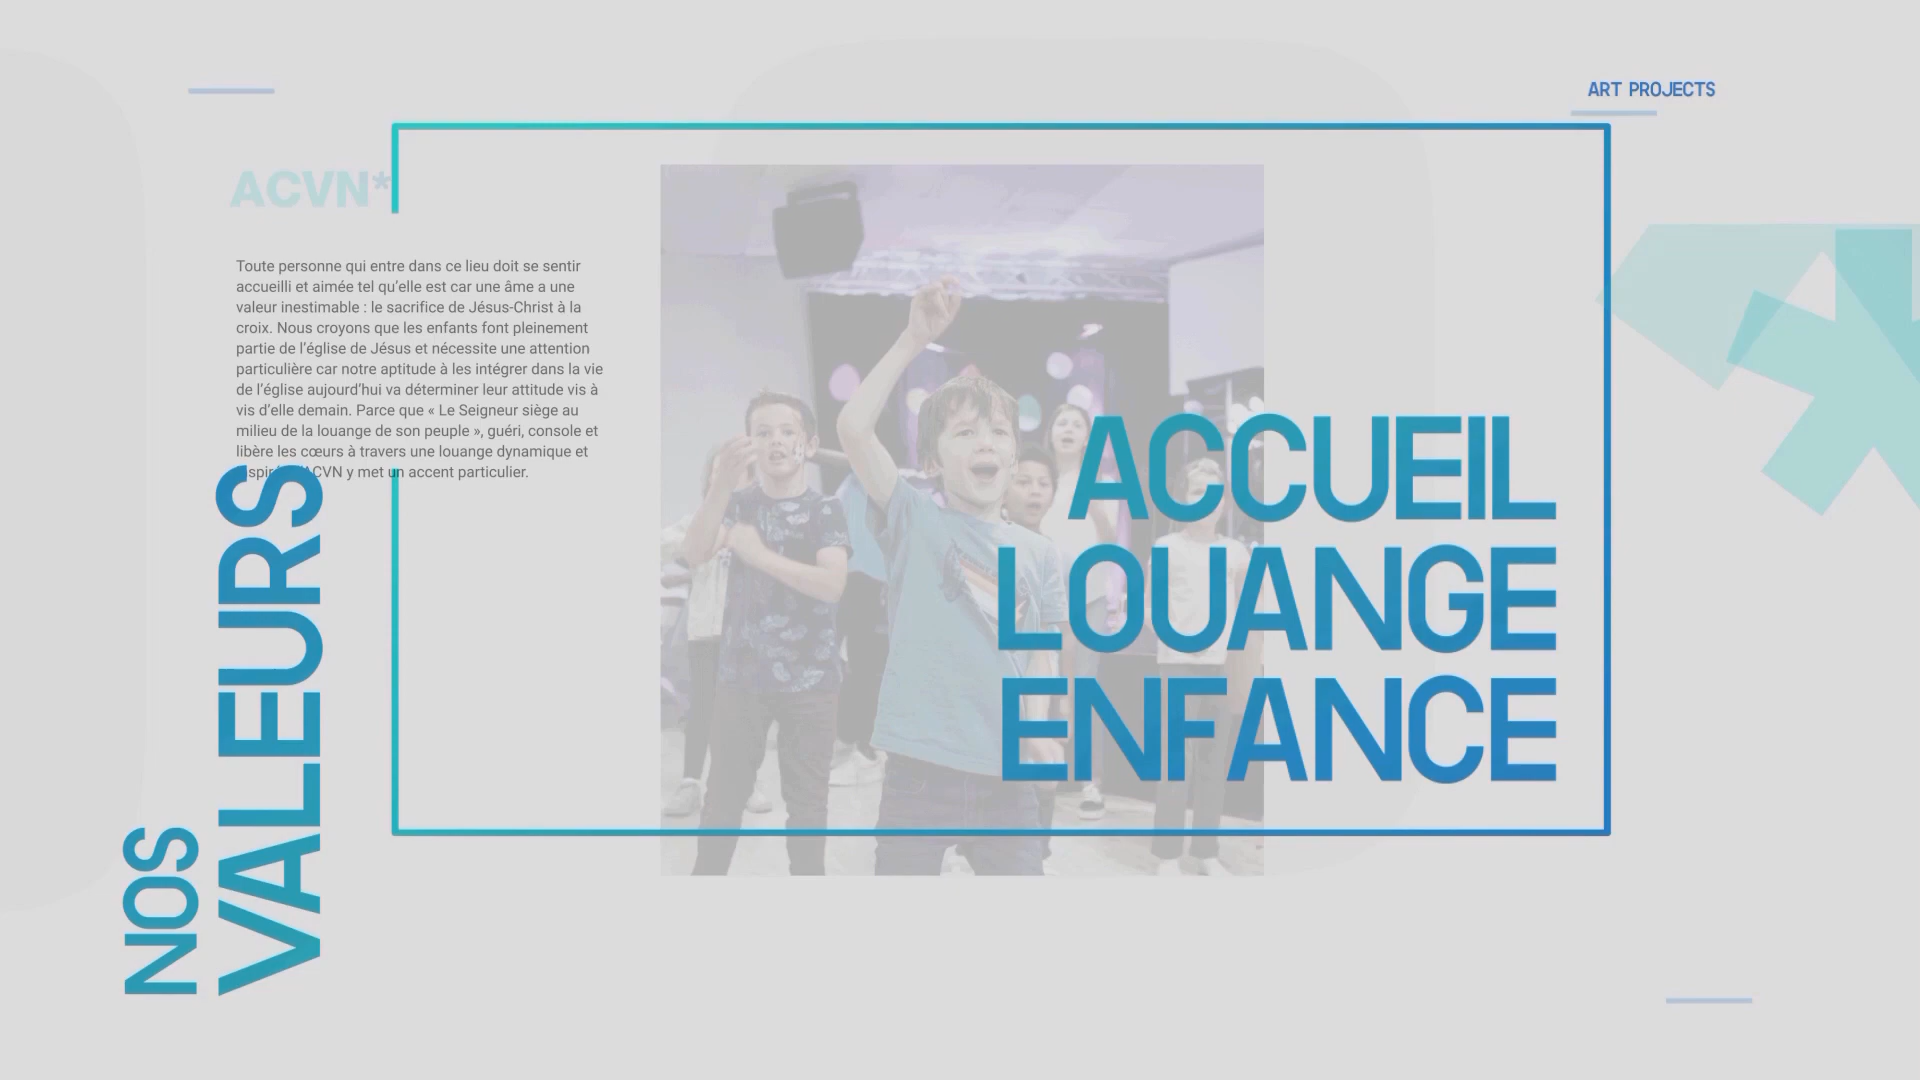 ART PROJECTS
ACVN*
Toute personne qui entre dans ce lieu doit se sentir
accueilli et aimée tel qu'elle est car une âme a une
valeur inestimable : le sacrifice de Jésus-Christ à la
croix. Nous croyons que les enfants font pleinement
partie de l'église de Jésus et nécessite une attention
particulière car notre aptitude à les intégrer dans la vie
de l'église aujourd'hui va déterminer leur attitude vis à
vis d'elle demain. Parce que « Le Seigneur siège au
milieu de la louange de son peuple », guéri, console et
libère les cœurs à travers une louange dynamique et
ACVN y met un accent particulier.
NOS
VALEURS
ACCUEIL
LOUANGE
ENFANCE